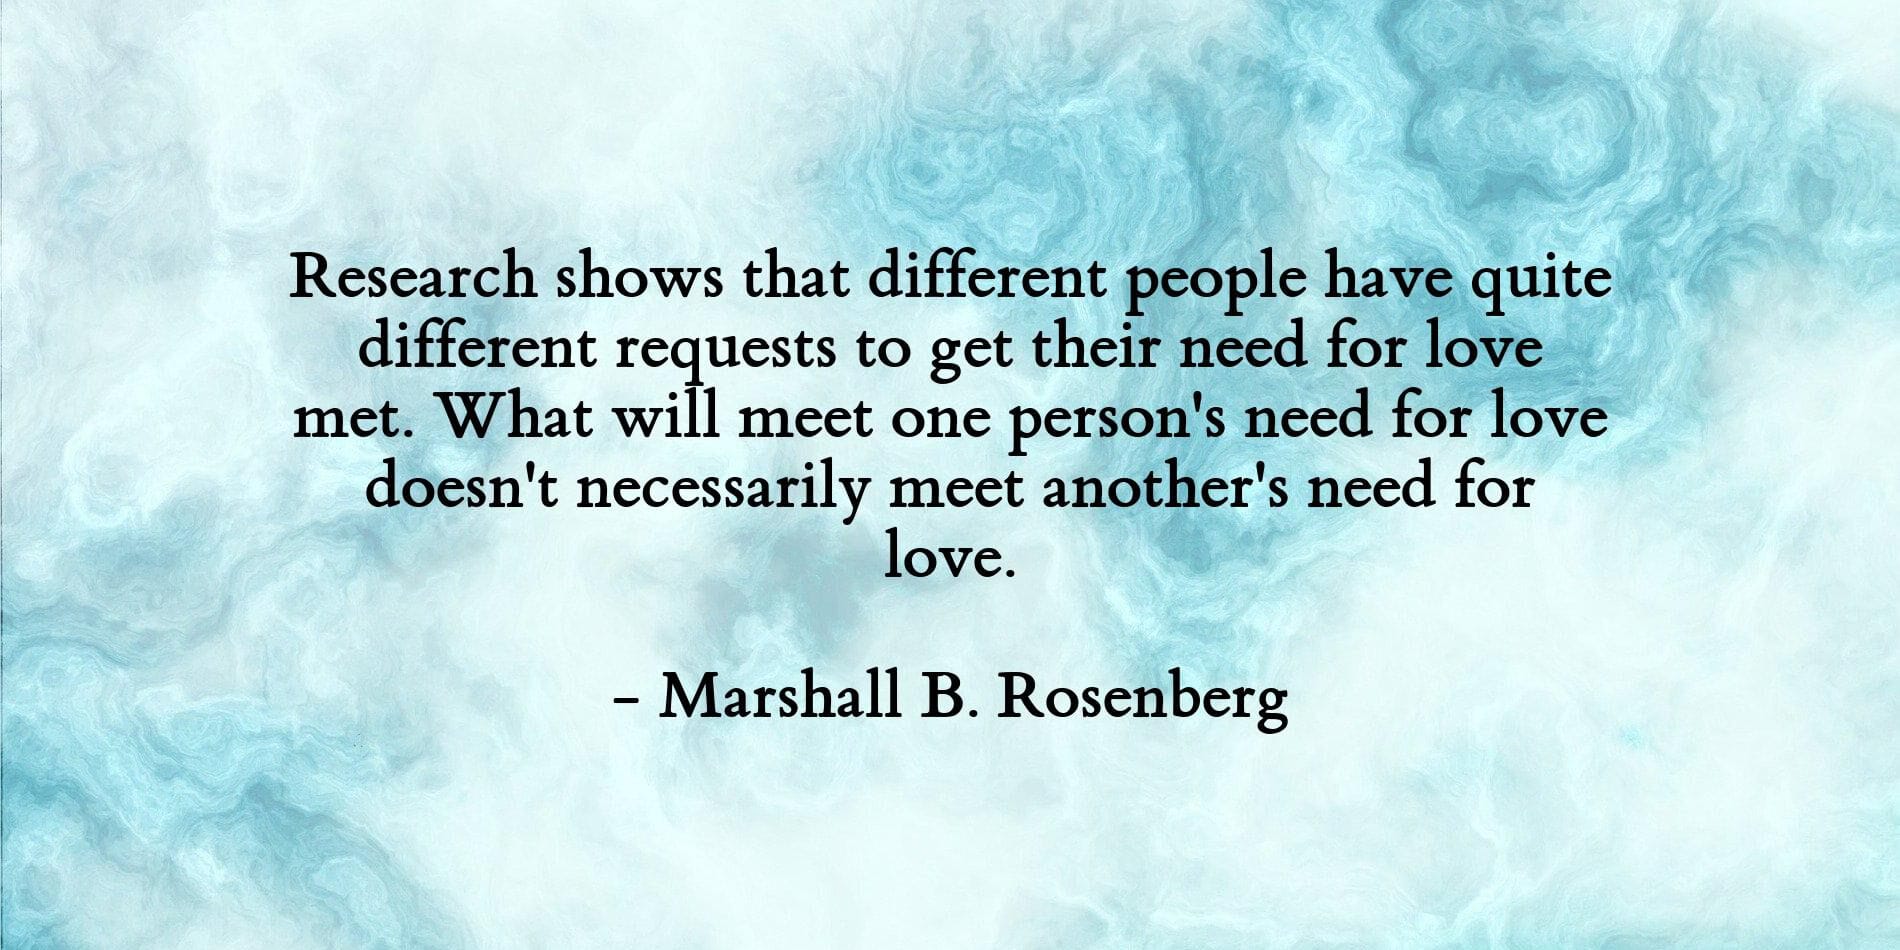 Research shows that different people have quite
different requests to get their need for love
met. What will meet one person's need for love
doesn't necessarily meet another's need for
love.
- Marshall B. Rosenberg